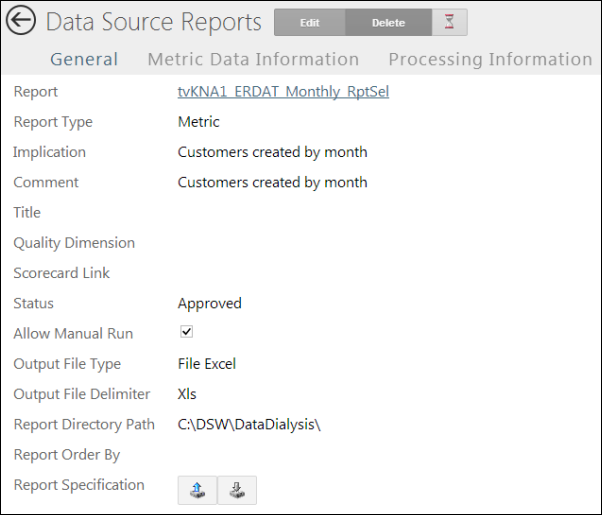 Data Source Reports Edit Delete
General Metric Data Information Processing Information
Report tvKNA1_ERDAT_Monthly_RptSel
Report Type Metric
Implication Customers created by month
Comment Customers created by month
Title
Quality Dimension
Scorecard Link
Status Approved
Allow Manual Run
Output File Type File Excel
Output File Delimiter Xls
Report Directory Path C:\DSW\DataDialysis\
Report Order By
Report Specification